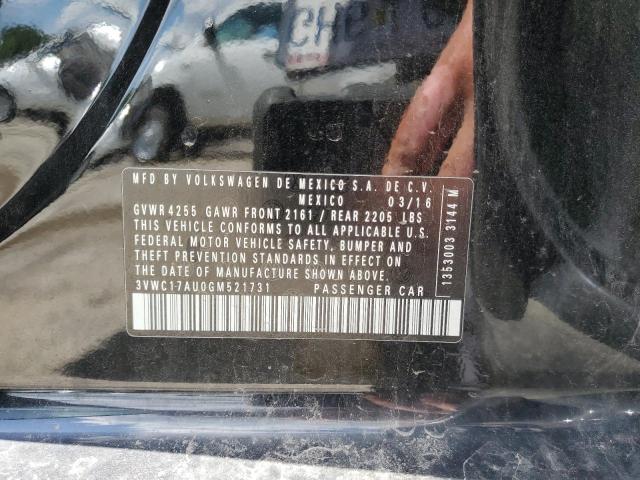 MFD BY VOLKSWAGEN DE MEXICO S.A. DE C.V.
MEXICO 03/16
GVWR 4255 GAWR FRONT 2161 / REAR 2205 LBS
THIS VEHICLE CONFORMS TO ALL APPLICABLE U.S.
FEDERAL MOTOR VEHICLE SAFETY, BUMPER AND
THEFT PREVENTION STANDARDS IN EFFECT ON
THE DATE OF MANUFACTURE SHOWN ABOVE.
3VWC17AU0GM521731 PASSENGER CAR
1353003 3144 M